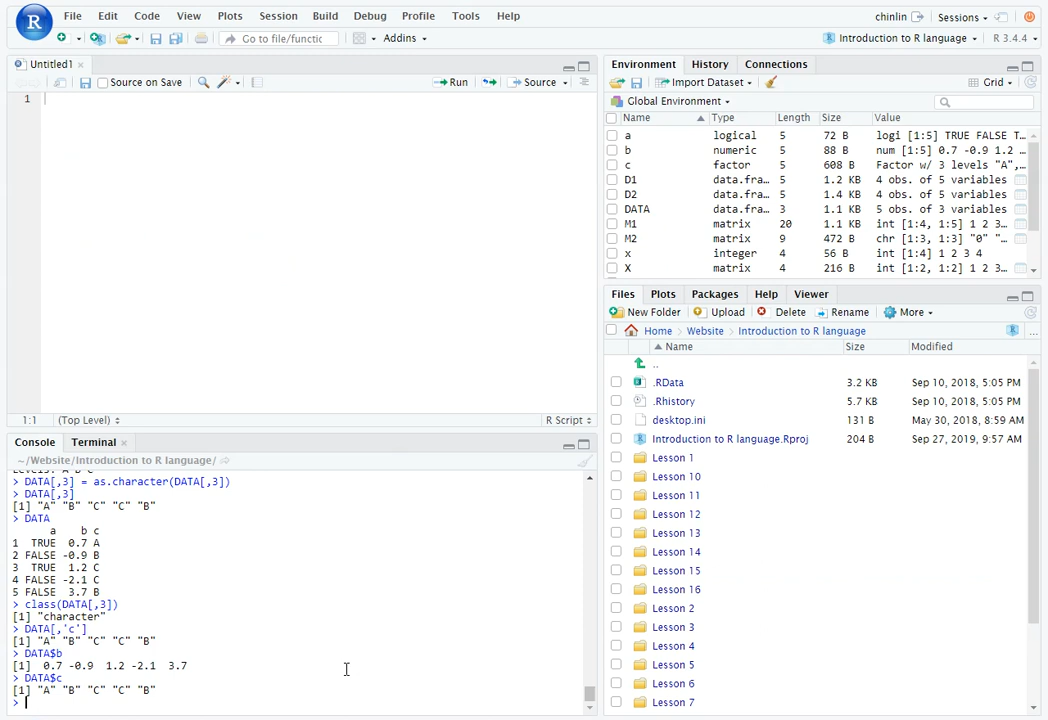 R
File Edit Code View Plots Session Build Debug Profile Tools Help
chinlin Sessions
Go to file/functic Addins
Introduction to R language R 3.4.4
Untitled1
Source on Save Run Source
1
1:1 (Top Level) R Script
Console Terminal
~/Website/Introduction to R language/
Levels: A B C
> DATA[,3] = as.character(DATA[,3])
> DATA[,3]
[1] "A" "B" "C" "C" "B"
> DATA
a b c
1 TRUE 0.7 A
2 FALSE -0.9 B
3 TRUE 1.2 C
4 FALSE -2.1 C
5 FALSE 3.7 B
> class(DATA[,3])
[1] "character"
> DATA[,'c']
[1] "A" "B" "C" "C" "B"
> DATA$b
[1] 0.7 -0.9 1.2 -2.1 3.7
> DATA$c
[1] "A" "B" "C" "C" "B"
>
Environment History Connections
Import Dataset Grid
Global Environment
Name Type Length Size Value
a logical 5 72 B logi [1:5] TRUE FALSE T…
b numeric 5 88 B num [1:5] 0.7 -0.9 1.2 …
c factor 5 608 B Factor w/ 3 levels "A",…
D1 data.fra… 5 1.2 KB 4 obs. of 5 variables
D2 data.fra… 5 1.4 KB 4 obs. of 5 variables
DATA data.fra… 3 1.1 KB 5 obs. of 3 variables
M1 matrix 20 1.1 KB int [1:4, 1:5] 1 2 3…
M2 matrix 9 472 B chr [1:3, 1:3] "0" "…
x integer 4 56 B int [1:4] 1 2 3 4
X matrix 4 216 B int [1:2, 1:2] 1 2 3…
Files Plots Packages Help Viewer
New Folder Upload Delete Rename More
Home > Website > Introduction to R language ...
Name Size Modified
..
.RData 3.2 KB Sep 10, 2018, 5:05 PM
.Rhistory 5.7 KB Sep 10, 2018, 5:05 PM
desktop.ini 131 B May 30, 2018, 8:59 AM
Introduction to R language.Rproj 204 B Sep 27, 2019, 9:57 AM
Lesson 1
Lesson 10
Lesson 11
Lesson 12
Lesson 13
Lesson 14
Lesson 15
Lesson 16
Lesson 2
Lesson 3
Lesson 4
Lesson 5
Lesson 6
Lesson 7